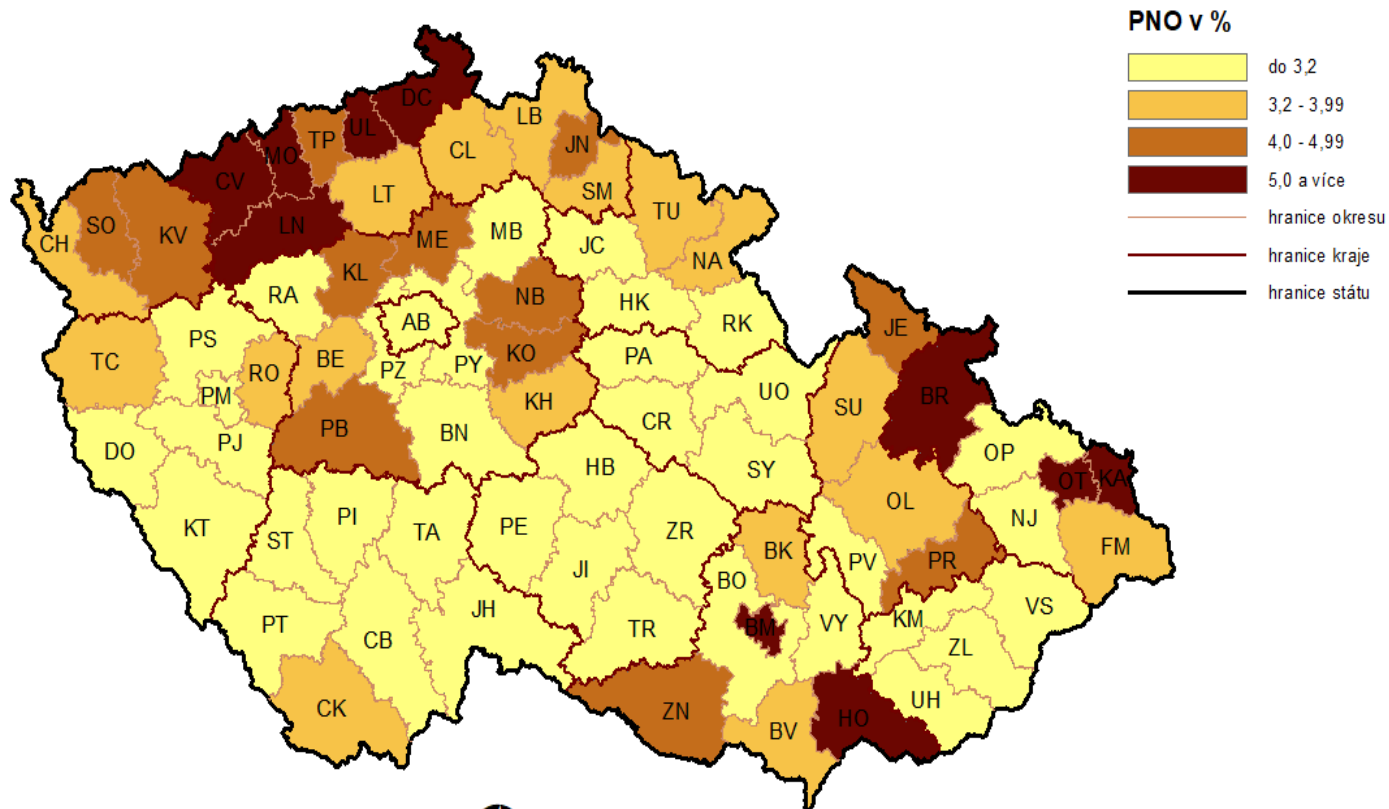 PNO v %
do 3,2
3,2 - 3,99
4,0 - 4,99
5,0 a více
hranice okresu
hranice kraje
hranice státu
DC
LB
UL
TP
JN
MO
CL
CV
LT
SM
TU
SO
KV
LN
ME
MB
JC
CH
NA
KL
RA
NB
HK
AB
RK
PS
JE
TC
RO
BE
KO
PA
PZ
PY
UO
PM
KH
SU
BR
PB
BN
CR
DO
PJ
OP
HB
SY
OT
KA
OL
KT
PI
TA
PE
ZR
NJ
ST
BK
FM
JI
BO
PV
PR
JH
VS
PT
TR
BM
VY
KM
CB
ZL
CK
ZN
HO
UH
BV